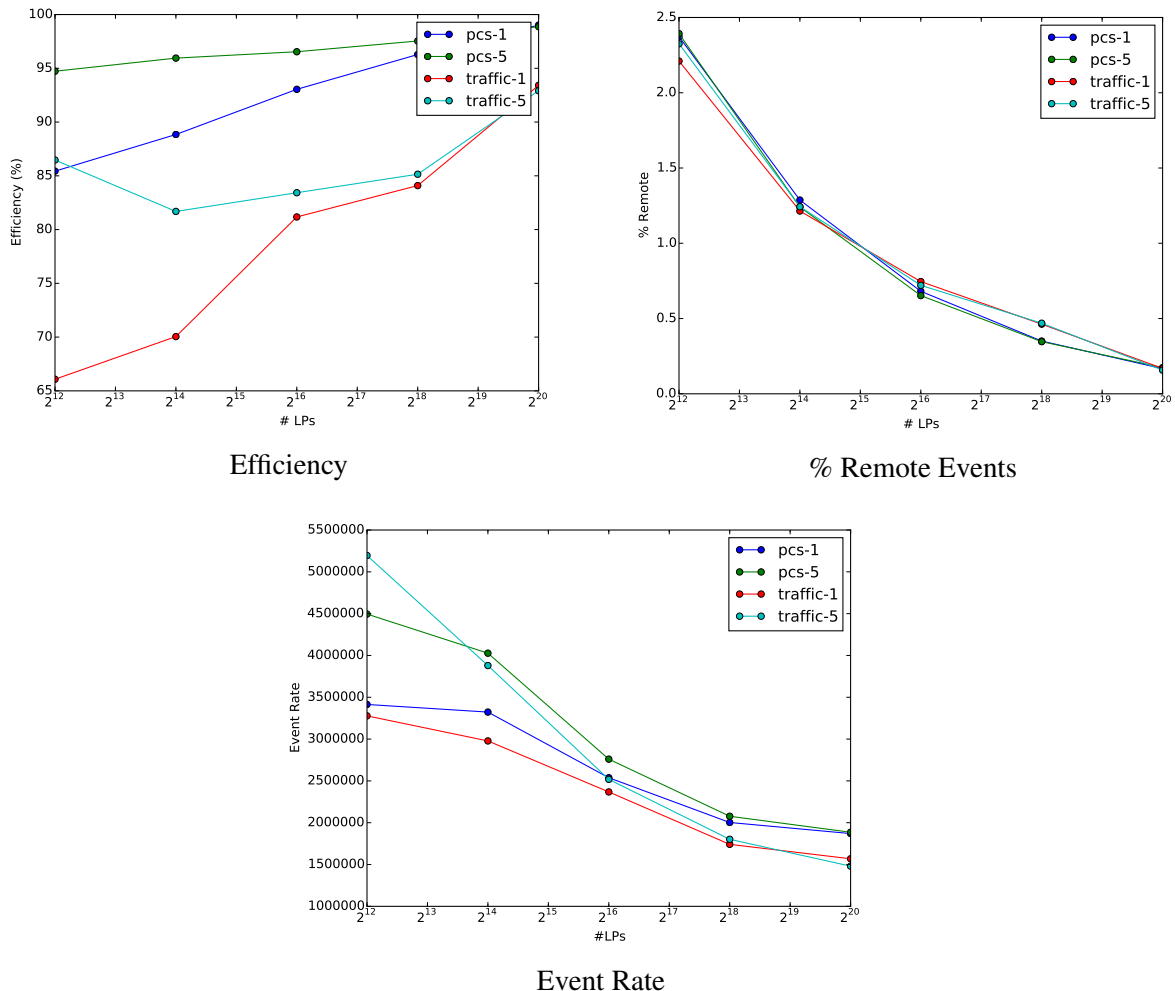 100
95
90
85
80
75
70
65
Efficiency (%)
2^12 2^13 2^14 2^15 2^16 2^17 2^18 2^19 2^20
# LPs
pcs-1
pcs-5
traffic-1
traffic-5
Efficiency
2.5
2.0
1.5
1.0
0.5
0.0
% Remote
2^12 2^13 2^14 2^15 2^16 2^17 2^18 2^19 2^20
# LPs
pcs-1
pcs-5
traffic-1
traffic-5
% Remote Events
5500000
5000000
4500000
4000000
3500000
3000000
2500000
2000000
1500000
1000000
Event Rate
2^12 2^13 2^14 2^15 2^16 2^17 2^18 2^19 2^20
#LPs
pcs-1
pcs-5
traffic-1
traffic-5
Event Rate